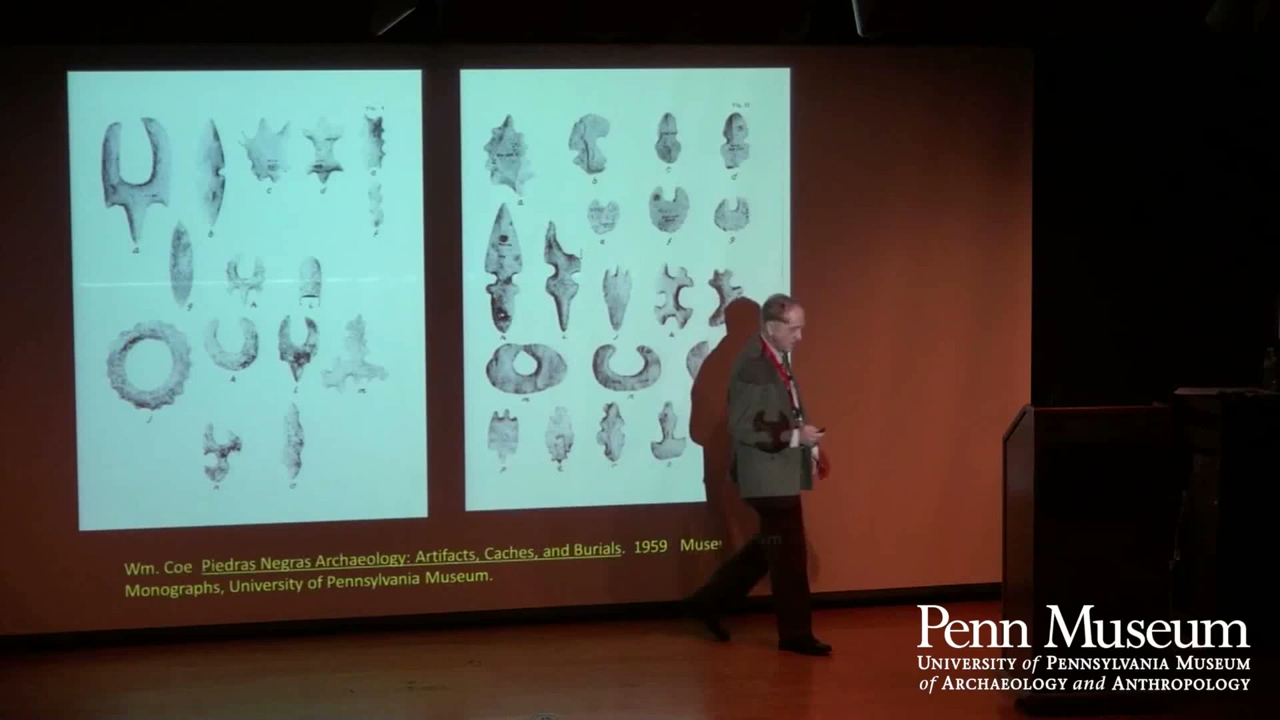 Wm. Coe Piedras Negras Archaeology: Artifacts, Caches, and Burials. 1959 Muse
Monographs, University of Pennsylvania Museum.
Penn Museum
UNIVERSITY of PENNSYLVANIA MUSEUM
of ARCHAEOLOGY and ANTHROPOLOGY